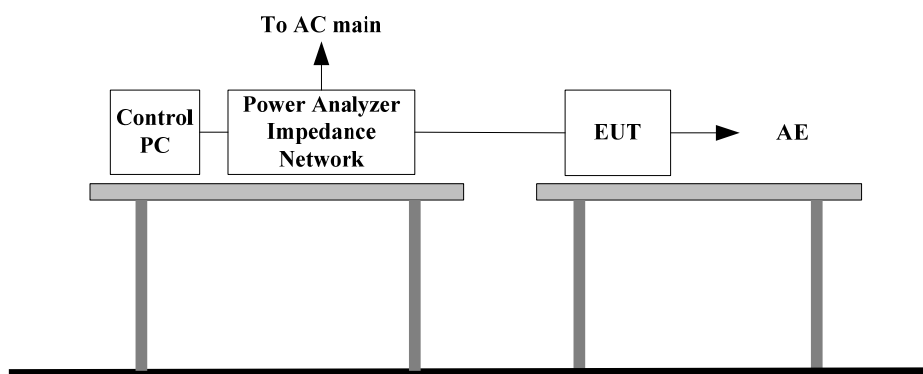 To AC main
Control
PC
Power Analyzer
Impedance
Network
EUT
AE